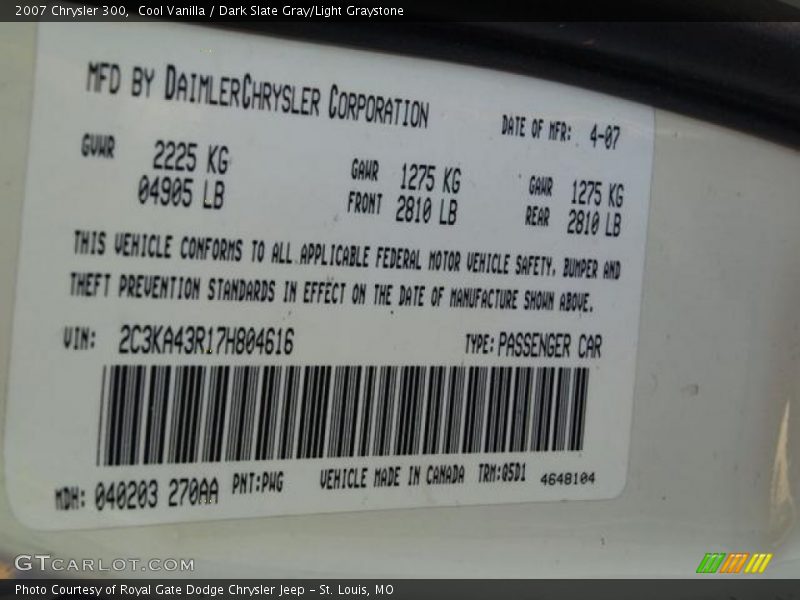 2007 Chrysler 300,  Cool Vanilla / Dark Slate Gray/Light Graystone
MFD BY DAIMLERCHRYSLER CORPORATION
DATE OF MFR: 4-07
GVWR 2225 KG
04905 LB
GAWR 1275 KG
FRONT 2810 LB
GAWR 1275 KG
REAR 2810 LB
THIS VEHICLE CONFORMS TO ALL APPLICABLE FEDERAL MOTOR VEHICLE SAFETY, BUMPER AND
THEFT PREVENTION STANDARDS IN EFFECT ON THE DATE OF MANUFACTURE SHOWN ABOVE.
VIN: 2C3KA43R17H804616 TYPE: PASSENGER CAR
MDH: 040203 270AA PNT:PWG VEHICLE MADE IN CANADA TRM:05D1 4648104
GTCARLOT.COM
Photo Courtesy of Royal Gate Dodge Chrysler Jeep - St. Louis, MO